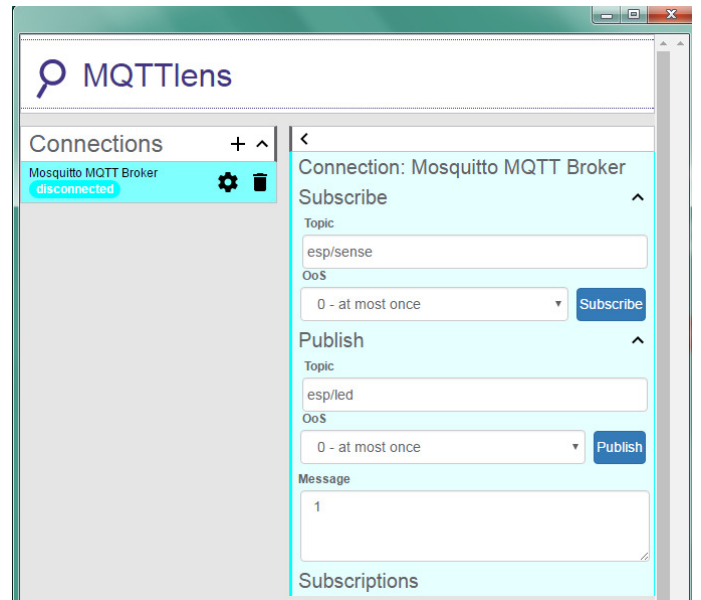 MQTTlens
Connections
Mosquitto MQTT Broker
disconnected
Connection: Mosquitto MQTT Broker
Subscribe
Topic
esp/sense
QoS
0 - at most once
Subscribe
Publish
Topic
esp/led
QoS
0 - at most once
Publish
Message
1
Subscriptions